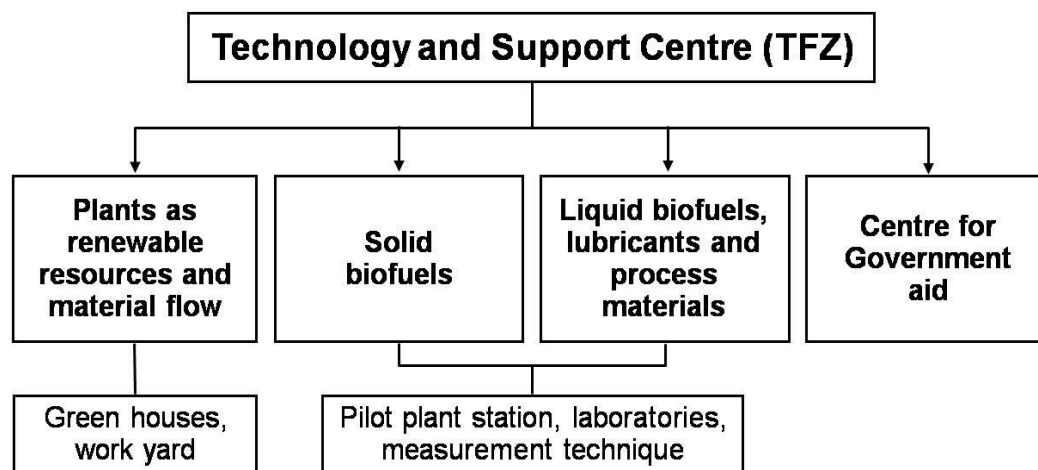 Technology and Support Centre (TFZ)
Plants as
renewable
resources and
material flow
Solid
biofuels
Liquid biofuels,
lubricants and
process
materials
Centre for
Government
aid
Green houses,
work yard
Pilot plant station, laboratories,
measurement technique